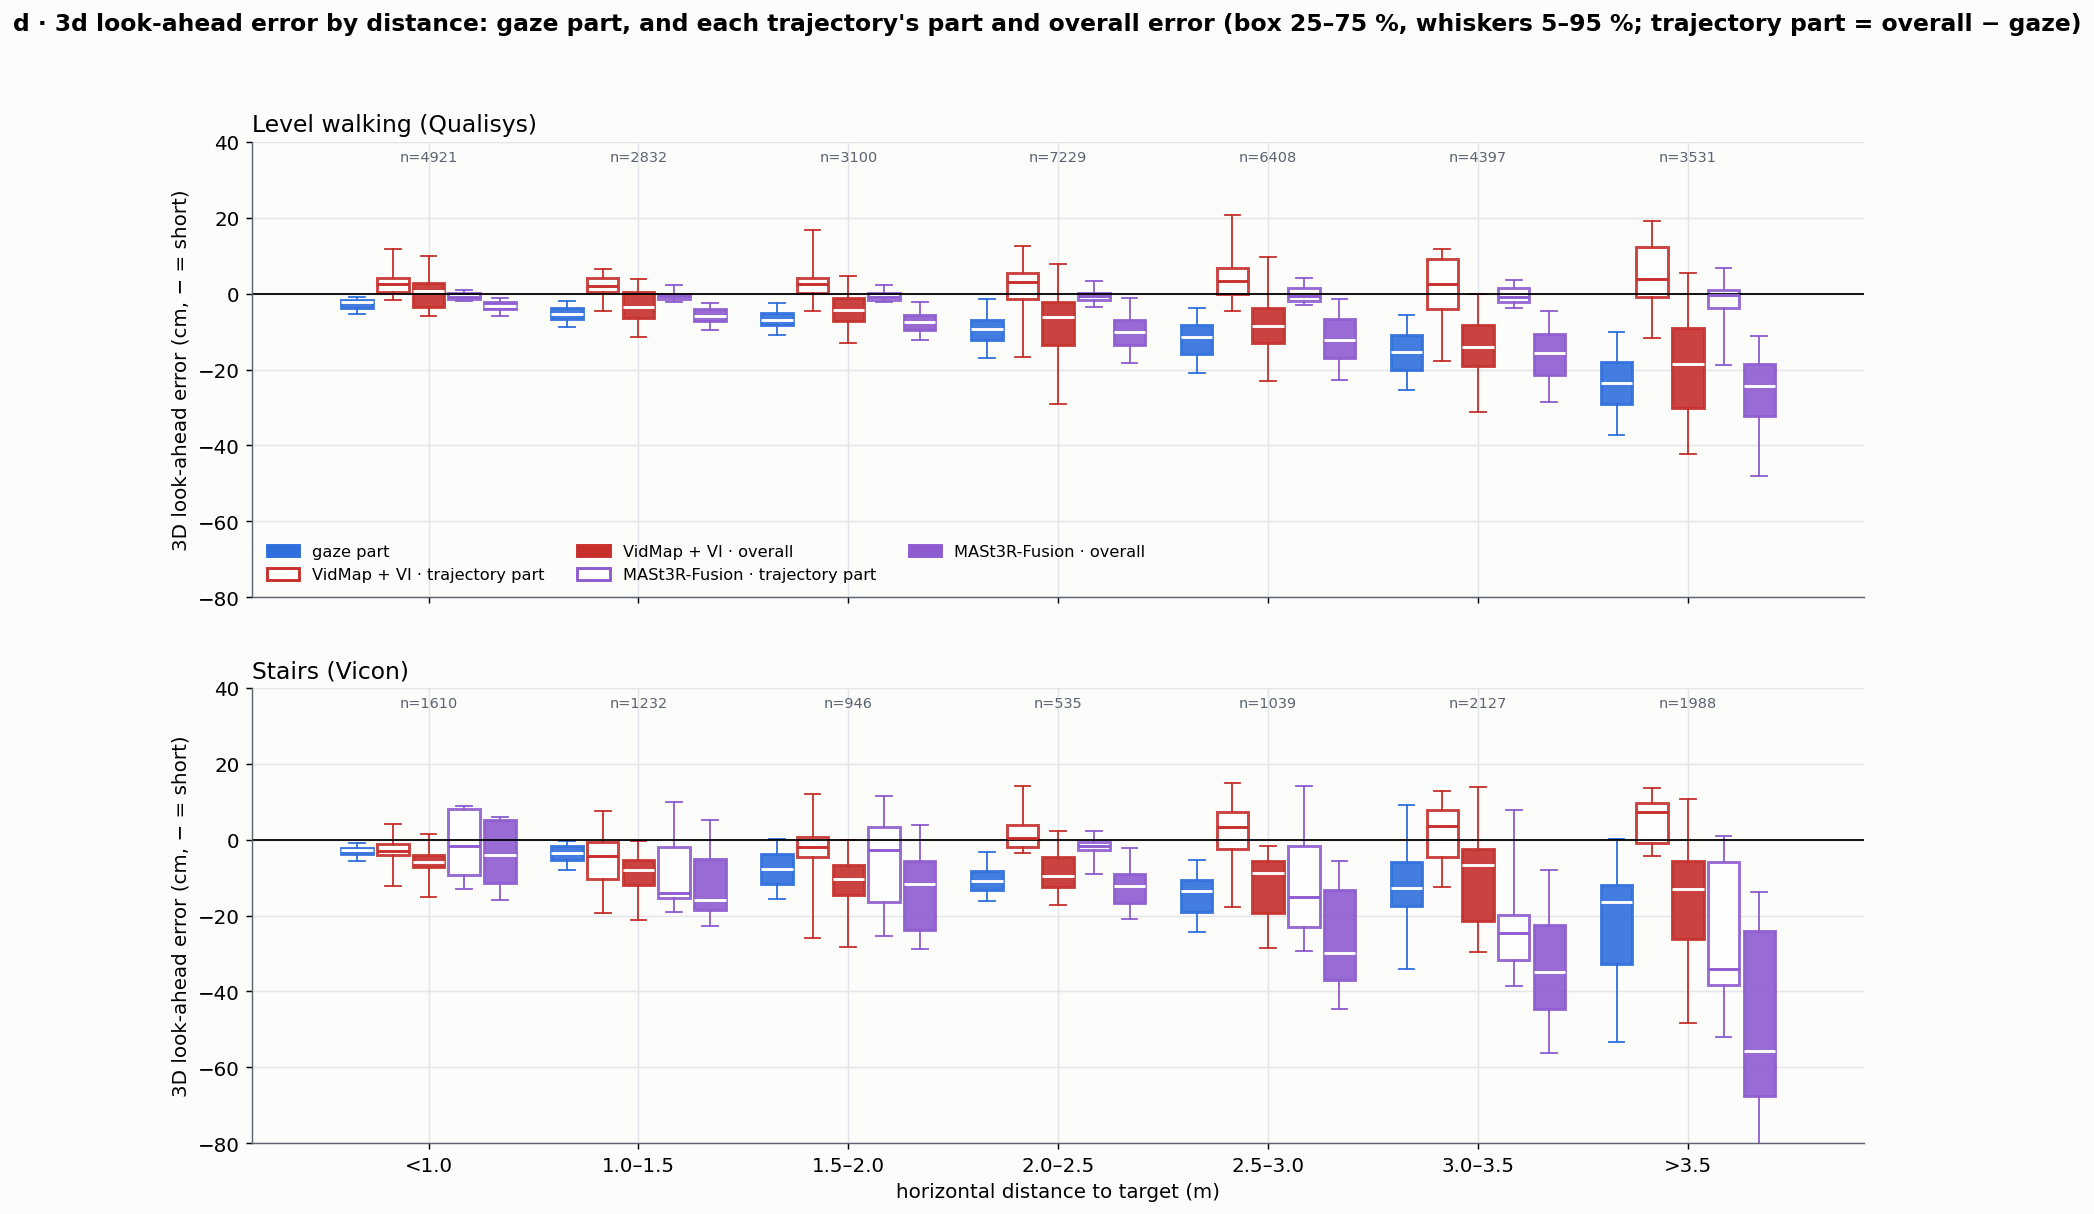 d · 3d look-ahead error by distance: gaze part, and each trajectory's part and overall error (box 25–75 %, whiskers 5–95 %; trajectory part = overall − gaze)
Level walking (Qualisys)
3D look-ahead error (cm, − = short)
40
20
0
−20
−40
−60
−80
n=4921 n=2832 n=3100 n=7229 n=6408 n=4397 n=3531
gaze part VidMap + VI · overall MASt3R-Fusion · overall
VidMap + VI · trajectory part MASt3R-Fusion · trajectory part
Stairs (Vicon)
3D look-ahead error (cm, − = short)
40
20
0
−20
−40
−60
−80
n=1610 n=1232 n=946 n=535 n=1039 n=2127 n=1988
<1.0 1.0–1.5 1.5–2.0 2.0–2.5 2.5–3.0 3.0–3.5 >3.5
horizontal distance to target (m)